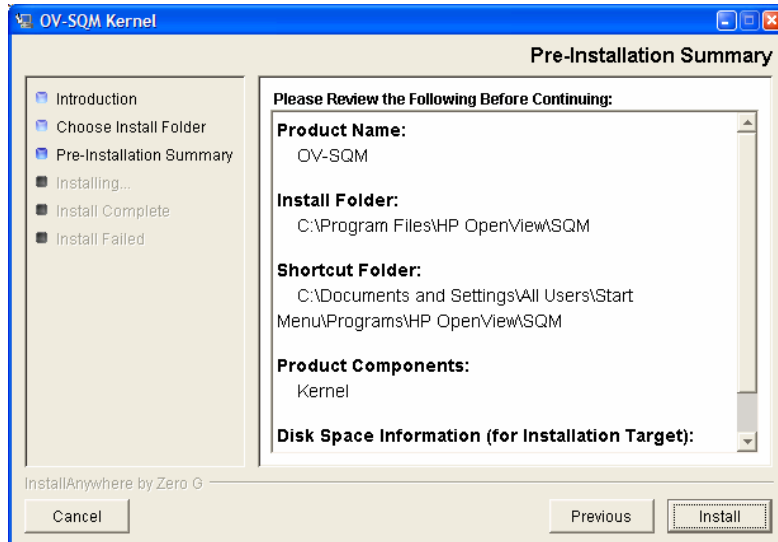 OV-SQM Kernel
Pre-Installation Summary
Introduction
Choose Install Folder
Pre-Installation Summary
Installing...
Install Complete
Install Failed
Please Review the Following Before Continuing:
Product Name:
OV-SQM
Install Folder:
C:\Program Files\HP OpenView\SQM
Shortcut Folder:
C:\Documents and Settings\All Users\Start
Menu\Programs\HP OpenView\SQM
Product Components:
Kernel
Disk Space Information (for Installation Target):
InstallAnywhere by Zero G
Cancel
Previous
Install